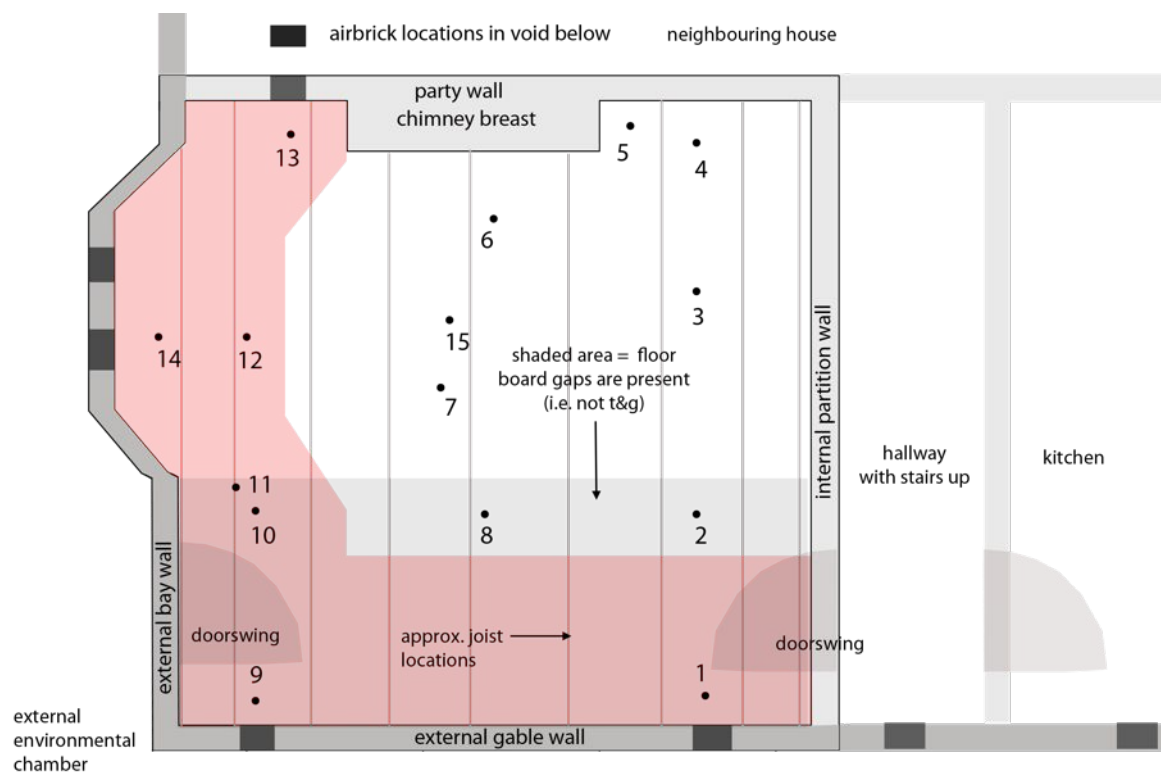 airbrick locations in void below
neighbouring house
party wall
chimney breast
13
5
4
6
3
14
12
15
7
shaded area = floor
board gaps are present
(i.e. not t&g)
internal partition wall
hallway
with stairs up
kitchen
11
10
8
2
external bay wall
doorswing
approx. joist
locations
doorswing
9
1
external
environmental
chamber
external gable wall